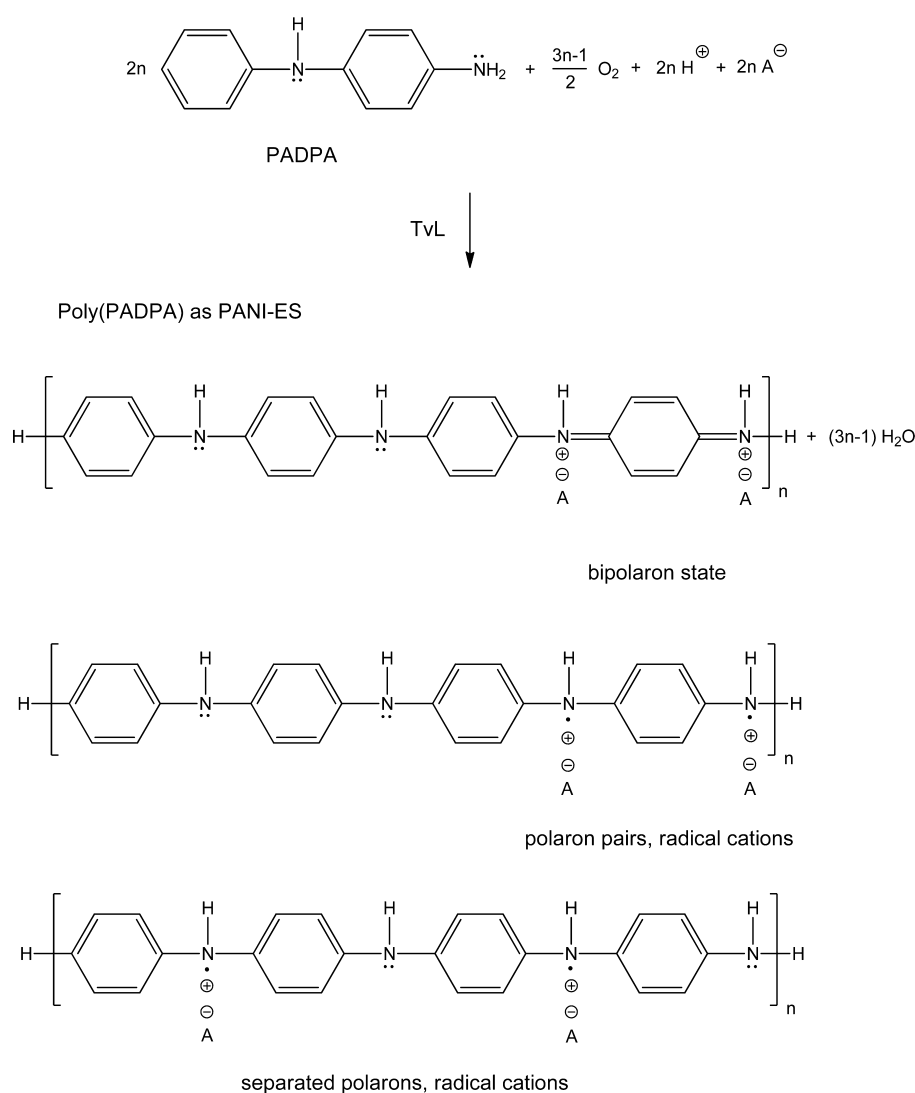 H
2n N NH2 + 3n-1/2 O2 + 2n H⊕ + 2n A⊖
PADPA
TvL
Poly(PADPA) as PANI-ES
H H H H
H N N N N H + (3n-1) H2O
⊕ ⊕
⊖ ⊖
A A
n
bipolaron state
H H H H
H N N N N H
n
⊕ ⊕
⊖ ⊖
A A
polaron pairs, radical cations
H H H H
H N N N N H
n
⊕ ⊕
⊖ ⊖
A A
separated polarons, radical cations